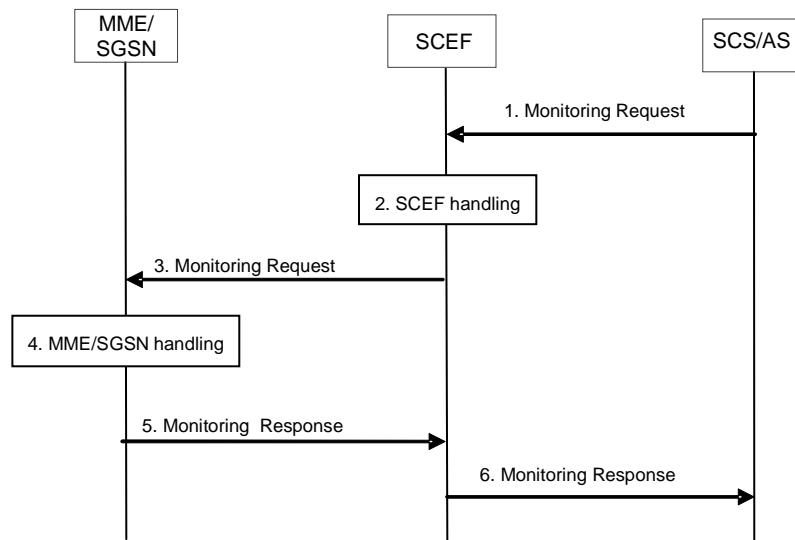 MME/
SGSN
SCEF
SCS/AS
1. Monitoring Request
2. SCEF handling
3. Monitoring Request
4. MME/SGSN handling
5. Monitoring Response
6. Monitoring Response